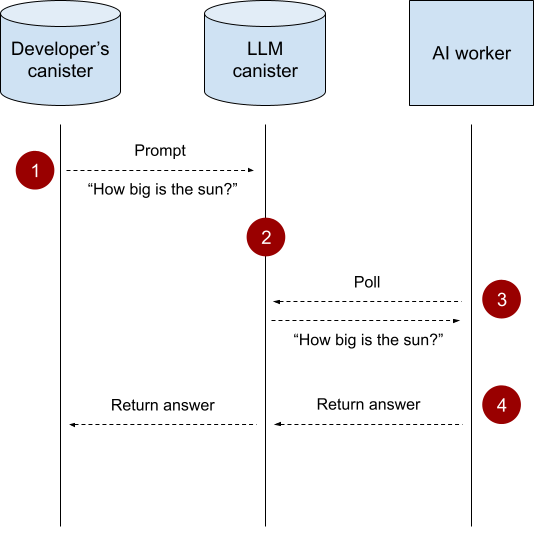 Developer's
canister
LLM
canister
AI worker
Prompt
1
“How big is the sun?”
2
Poll
3
“How big is the sun?”
Return answer
Return answer
4